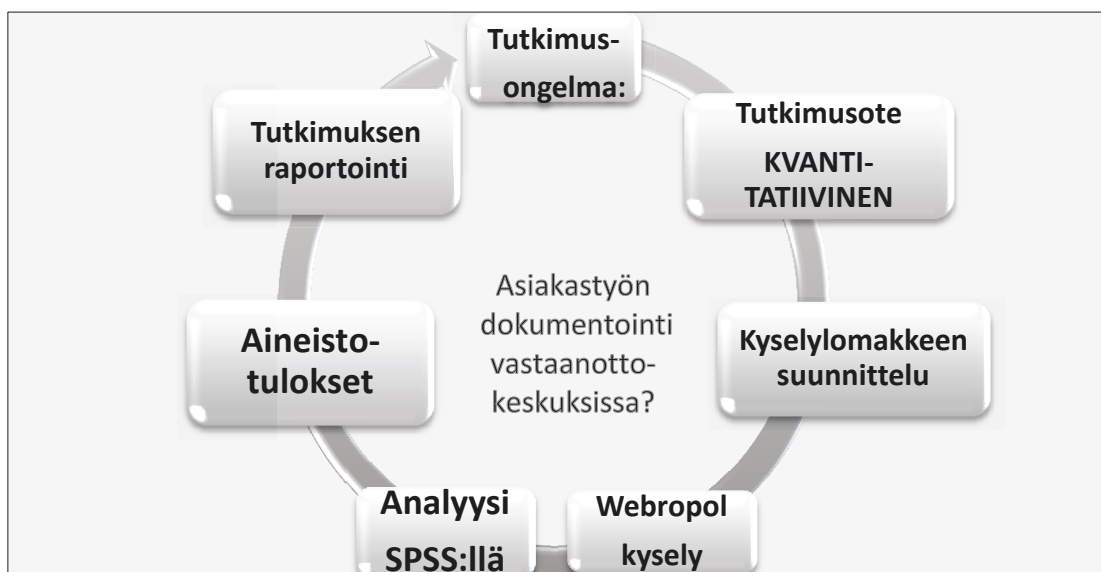 Tutkimus-
ongelma:
Tutkimusote
KVANTI-
TATIIVINEN
Kyselylomakkeen
suunnittelu
Webropol
kysely
Analyysi
SPSS:llä
Aineisto-
tulokset
Tutkimuksen
raportointi
Asiakastyön
dokumentointi
vastaanotto-
keskuksissa?